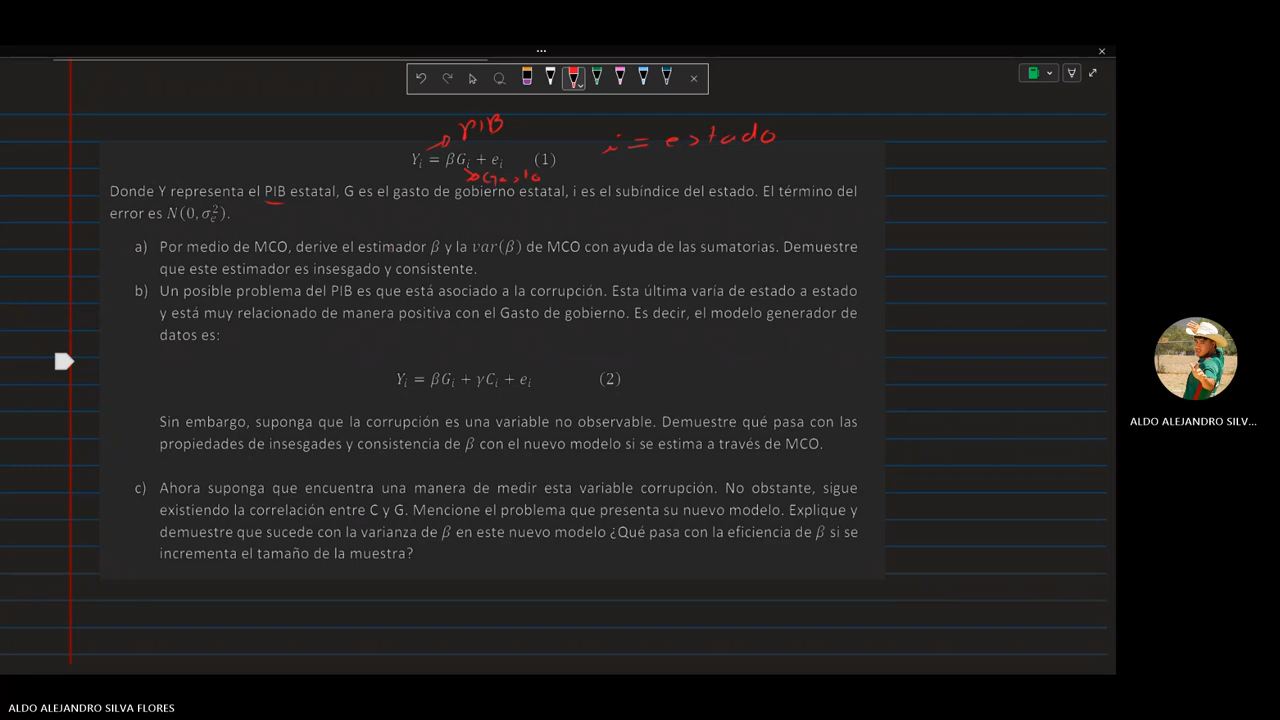 PIB
i = estado
Yᵢ = βGᵢ + eᵢ (1)
Gasto
Donde Y representa el PIB estatal, G es el gasto de gobierno estatal, i es el subíndice del estado. El término del
error es N(0, σₑ²).
a) Por medio de MCO, derive el estimador β y la var(β) de MCO con ayuda de las sumatorias. Demuestre
que este estimador es insesgado y consistente.
b) Un posible problema del PIB es que está asociado a la corrupción. Esta última varía de estado a estado
y está muy relacionado de manera positiva con el Gasto de gobierno. Es decir, el modelo generador de
datos es:
Yᵢ = βGᵢ + γCᵢ + eᵢ (2)
Sin embargo, suponga que la corrupción es una variable no observable. Demuestre qué pasa con las
propiedades de insesgades y consistencia de β con el nuevo modelo si se estima a través de MCO.
c) Ahora suponga que encuentra una manera de medir esta variable corrupción. No obstante, sigue
existiendo la correlación entre C y G. Mencione el problema que presenta su nuevo modelo. Explique y
demuestre que sucede con la varianza de β en este nuevo modelo ¿Qué pasa con la eficiencia de β si se
incrementa el tamaño de la muestra?
ALDO ALEJANDRO SILV...
ALDO ALEJANDRO SILVA FLORES